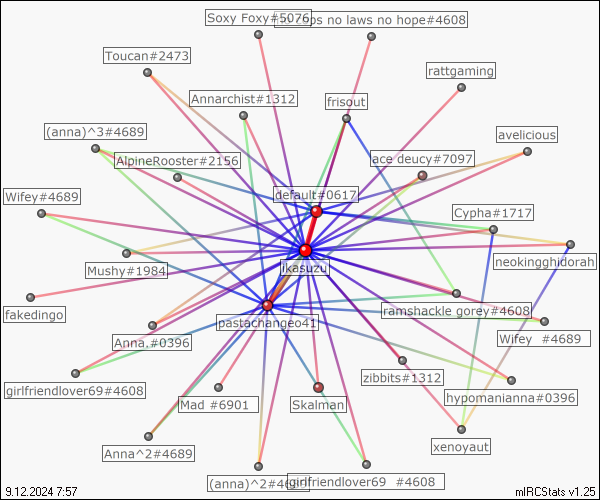 Soxy Foxy#5076
no laws no hope#4608
Toucan#2473
rattgaming
Annarchist#1312
frisout
(anna)^3#4689
avelicious
AlpineRooster#2156
ace deucy#7097
default#0617
Wifey#4689
Cypha#1717
Mushy#1984
ikasuzu
neokingghidorah
fakedingo
ramshackle gorey#4608
pastachangeo41
Anna.#0396
Wifey #4689
zibbits#1312
girlfriendlover69#4608
hypomanianna#0396
Mad #6901
Skalman
xenoyaut
Anna^2#4689
(anna)^2#4689
girlfriendlover69 #4608
9.12.2024 7:57
mIRCStats v1.25